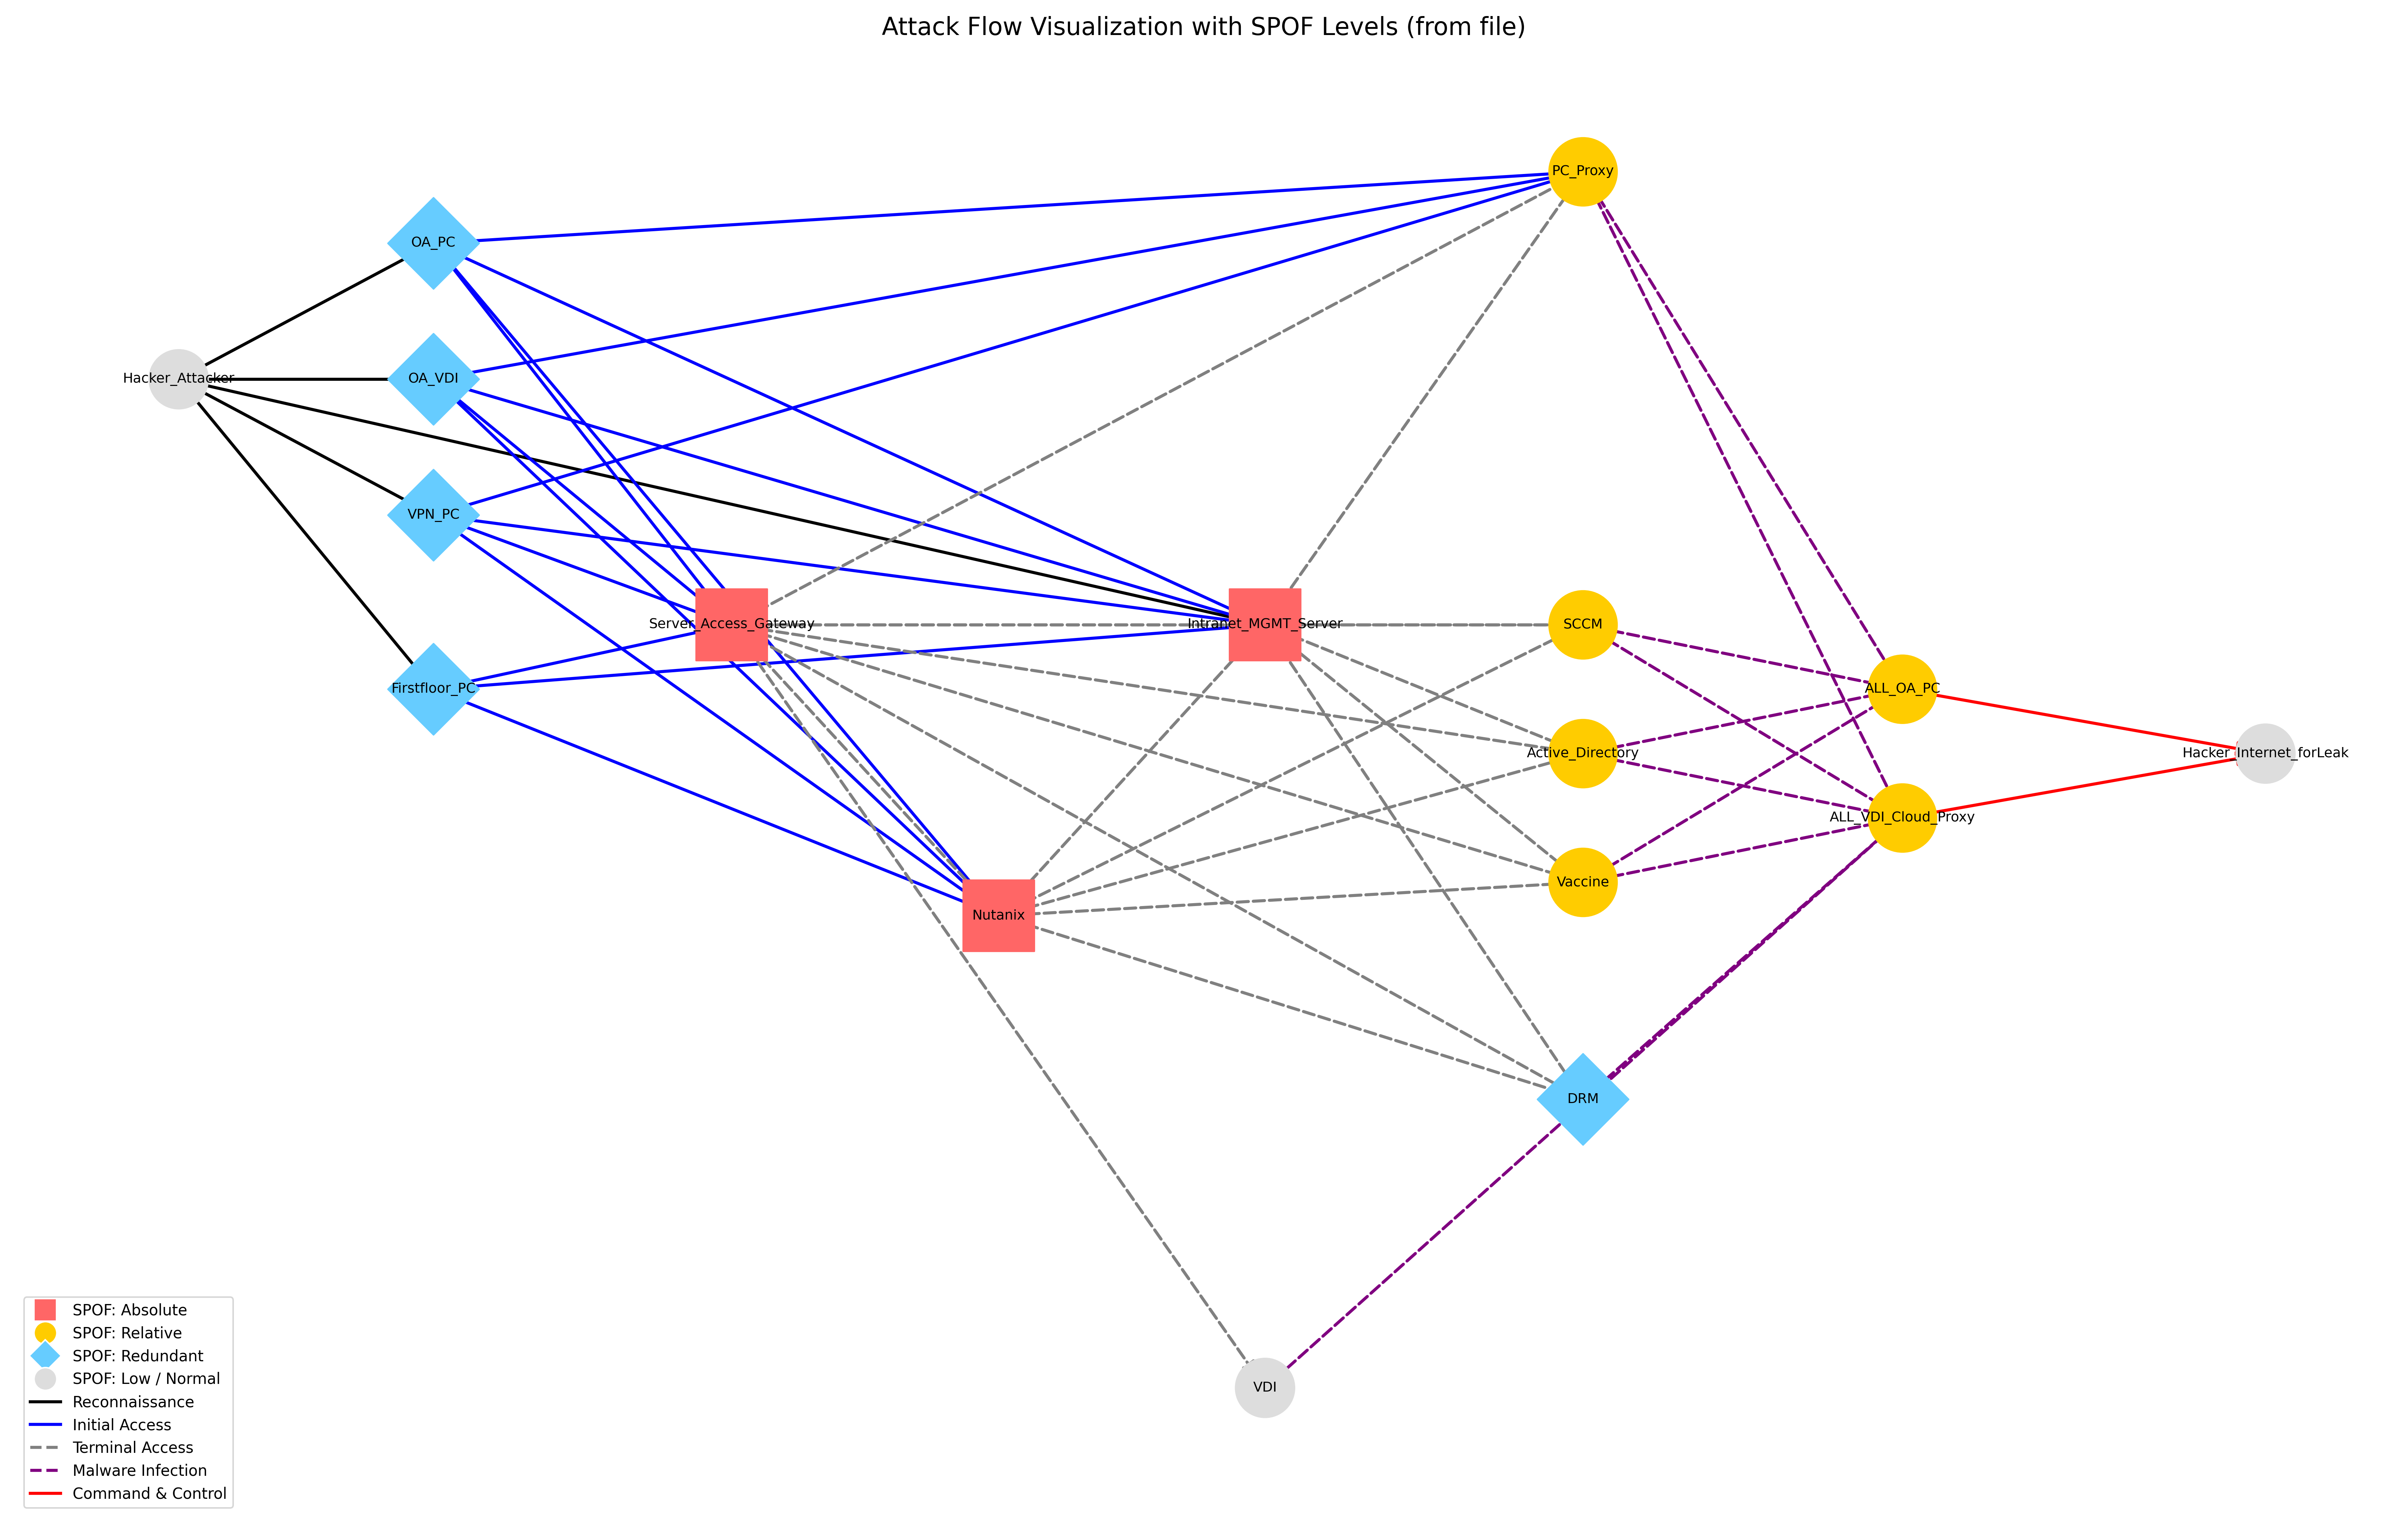 Attack Flow Visualization with SPOF Levels (from file)
PC_Proxy
OA_PC
Hacker_Attacker
OA_VDI
VPN_PC
Server_Access_Gateway
Intranet_MGMT_Server
SCCM
Firstfloor_PC
ALL_OA_PC
Active_Directory
Hacker_Internet_forLeak
ALL_VDI_Cloud_Proxy
Vaccine
Nutanix
DRM
VDI
SPOF: Absolute
SPOF: Relative
SPOF: Redundant
SPOF: Low / Normal
Reconnaissance
Initial Access
Terminal Access
Malware Infection
Command & Control